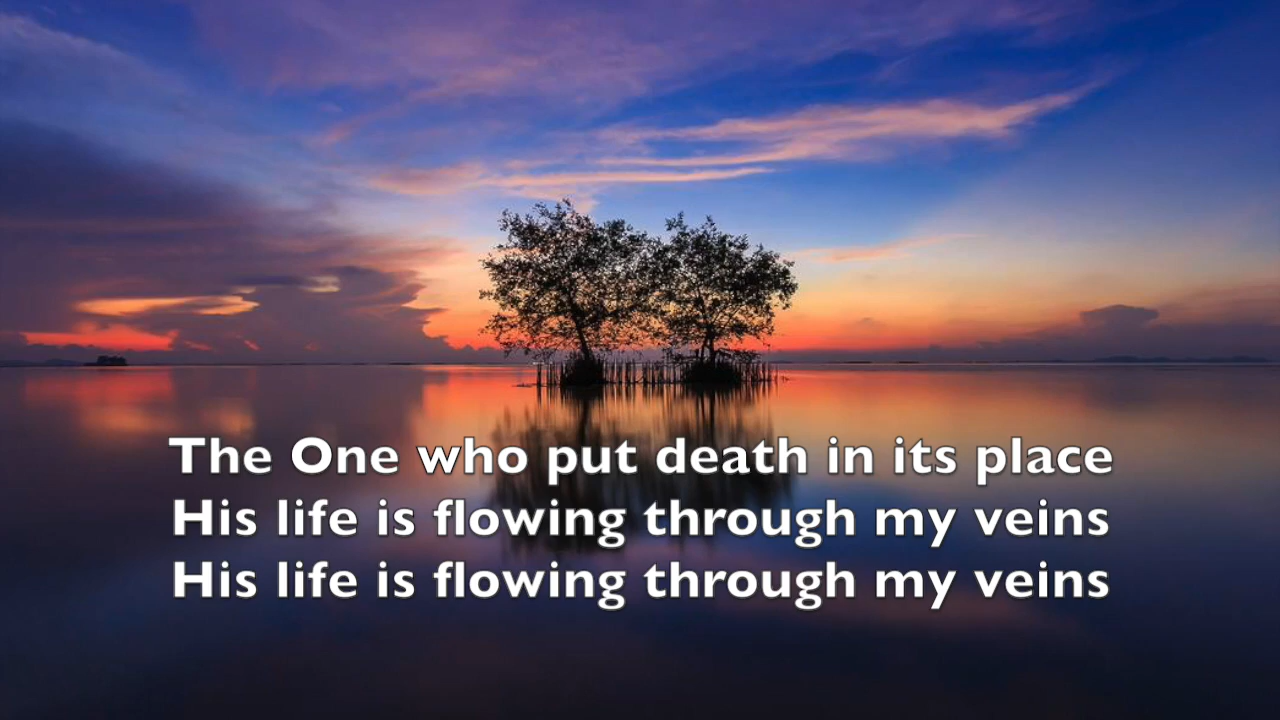 The One who put death in its place
His life is flowing through my veins
His life is flowing through my veins